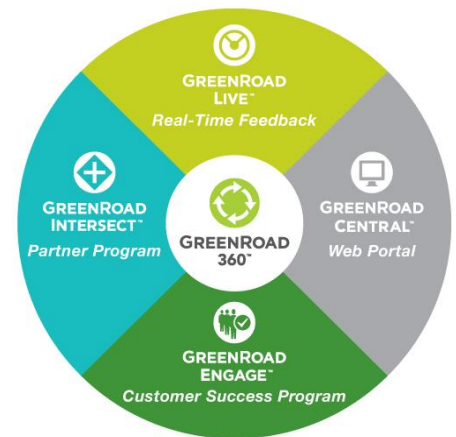 GREENROAD
LIVE™
Real-Time Feedback
GREENROAD
INTERSECT™
Partner Program
GREENROAD
360™
GREENROAD
CENTRAL™
Web Portal
GREENROAD
ENGAGE™
Customer Success Program